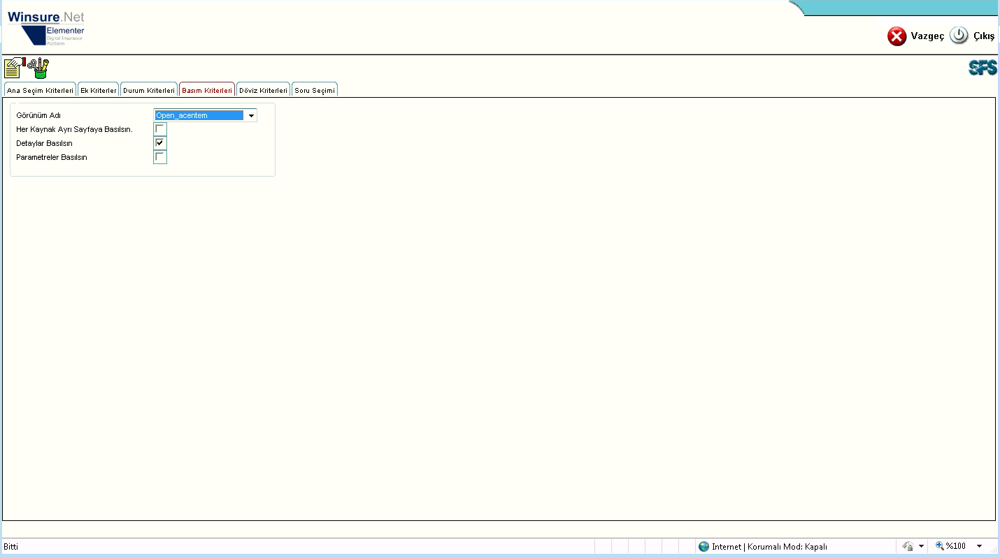 Winsure.Net
Elementer
Digital Insurance
Platform
Vazgeç
Çıkış
SFS
Ana Seçim Kriterleri
Ek Kriterler
Durum Kriterleri
Basım Kriterleri
Döviz Kriterleri
Soru Seçimi
Görünüm Adı
Open_acentem
Her Kaynak Ayrı Sayfaya Basılsın.
Detaylar Basılsın
Parametreler Basılsın
Bitti
Internet | Korumalı Mod: Kapalı
%100